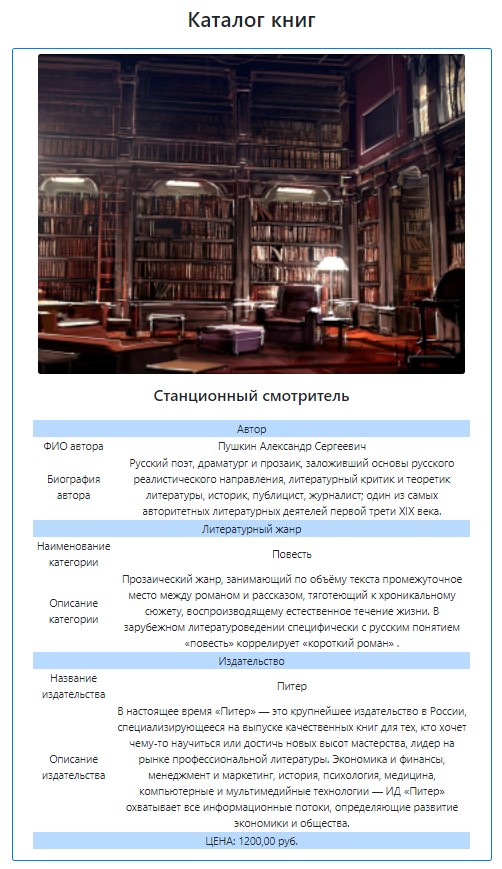 Каталог книг
Станционный смотритель
Автор
ФИО автора
Пушкин Александр Сергеевич
Биография
автора
Русский поэт, драматург и прозаик, заложивший основы русского
реалистического направления, литературный критик и теоретик
литературы, историк, публицист, журналист; один из самых
авторитетных литературных деятелей первой трети XIX века.
Литературный жанр
Наименование
категории
Повесть
Описание
категории
Прозаический жанр, занимающий по объёму текста промежуточное
место между романом и рассказом, тяготеющий к хроникальному
сюжету, воспроизводящему естественное течение жизни. В
зарубежном литературоведении специфически с русским понятием
«повесть» коррелирует «короткий роман» .
Издательство
Название
издательства
Питер
Описание
издательства
В настоящее время «Питер» — это крупнейшее издательство в России,
специализирующееся на выпуске качественных книг для тех, кто хочет
чему-то научиться или достичь новых высот мастерства, лидер на
рынке профессиональной литературы. Экономика и финансы,
менеджмент и маркетинг, история, психология, медицина,
компьютерные и мультимедийные технологии — ИД «Питер»
охватывает все информационные потоки, определяющие развитие
экономики и общества.
ЦЕНА: 1200,00 руб.